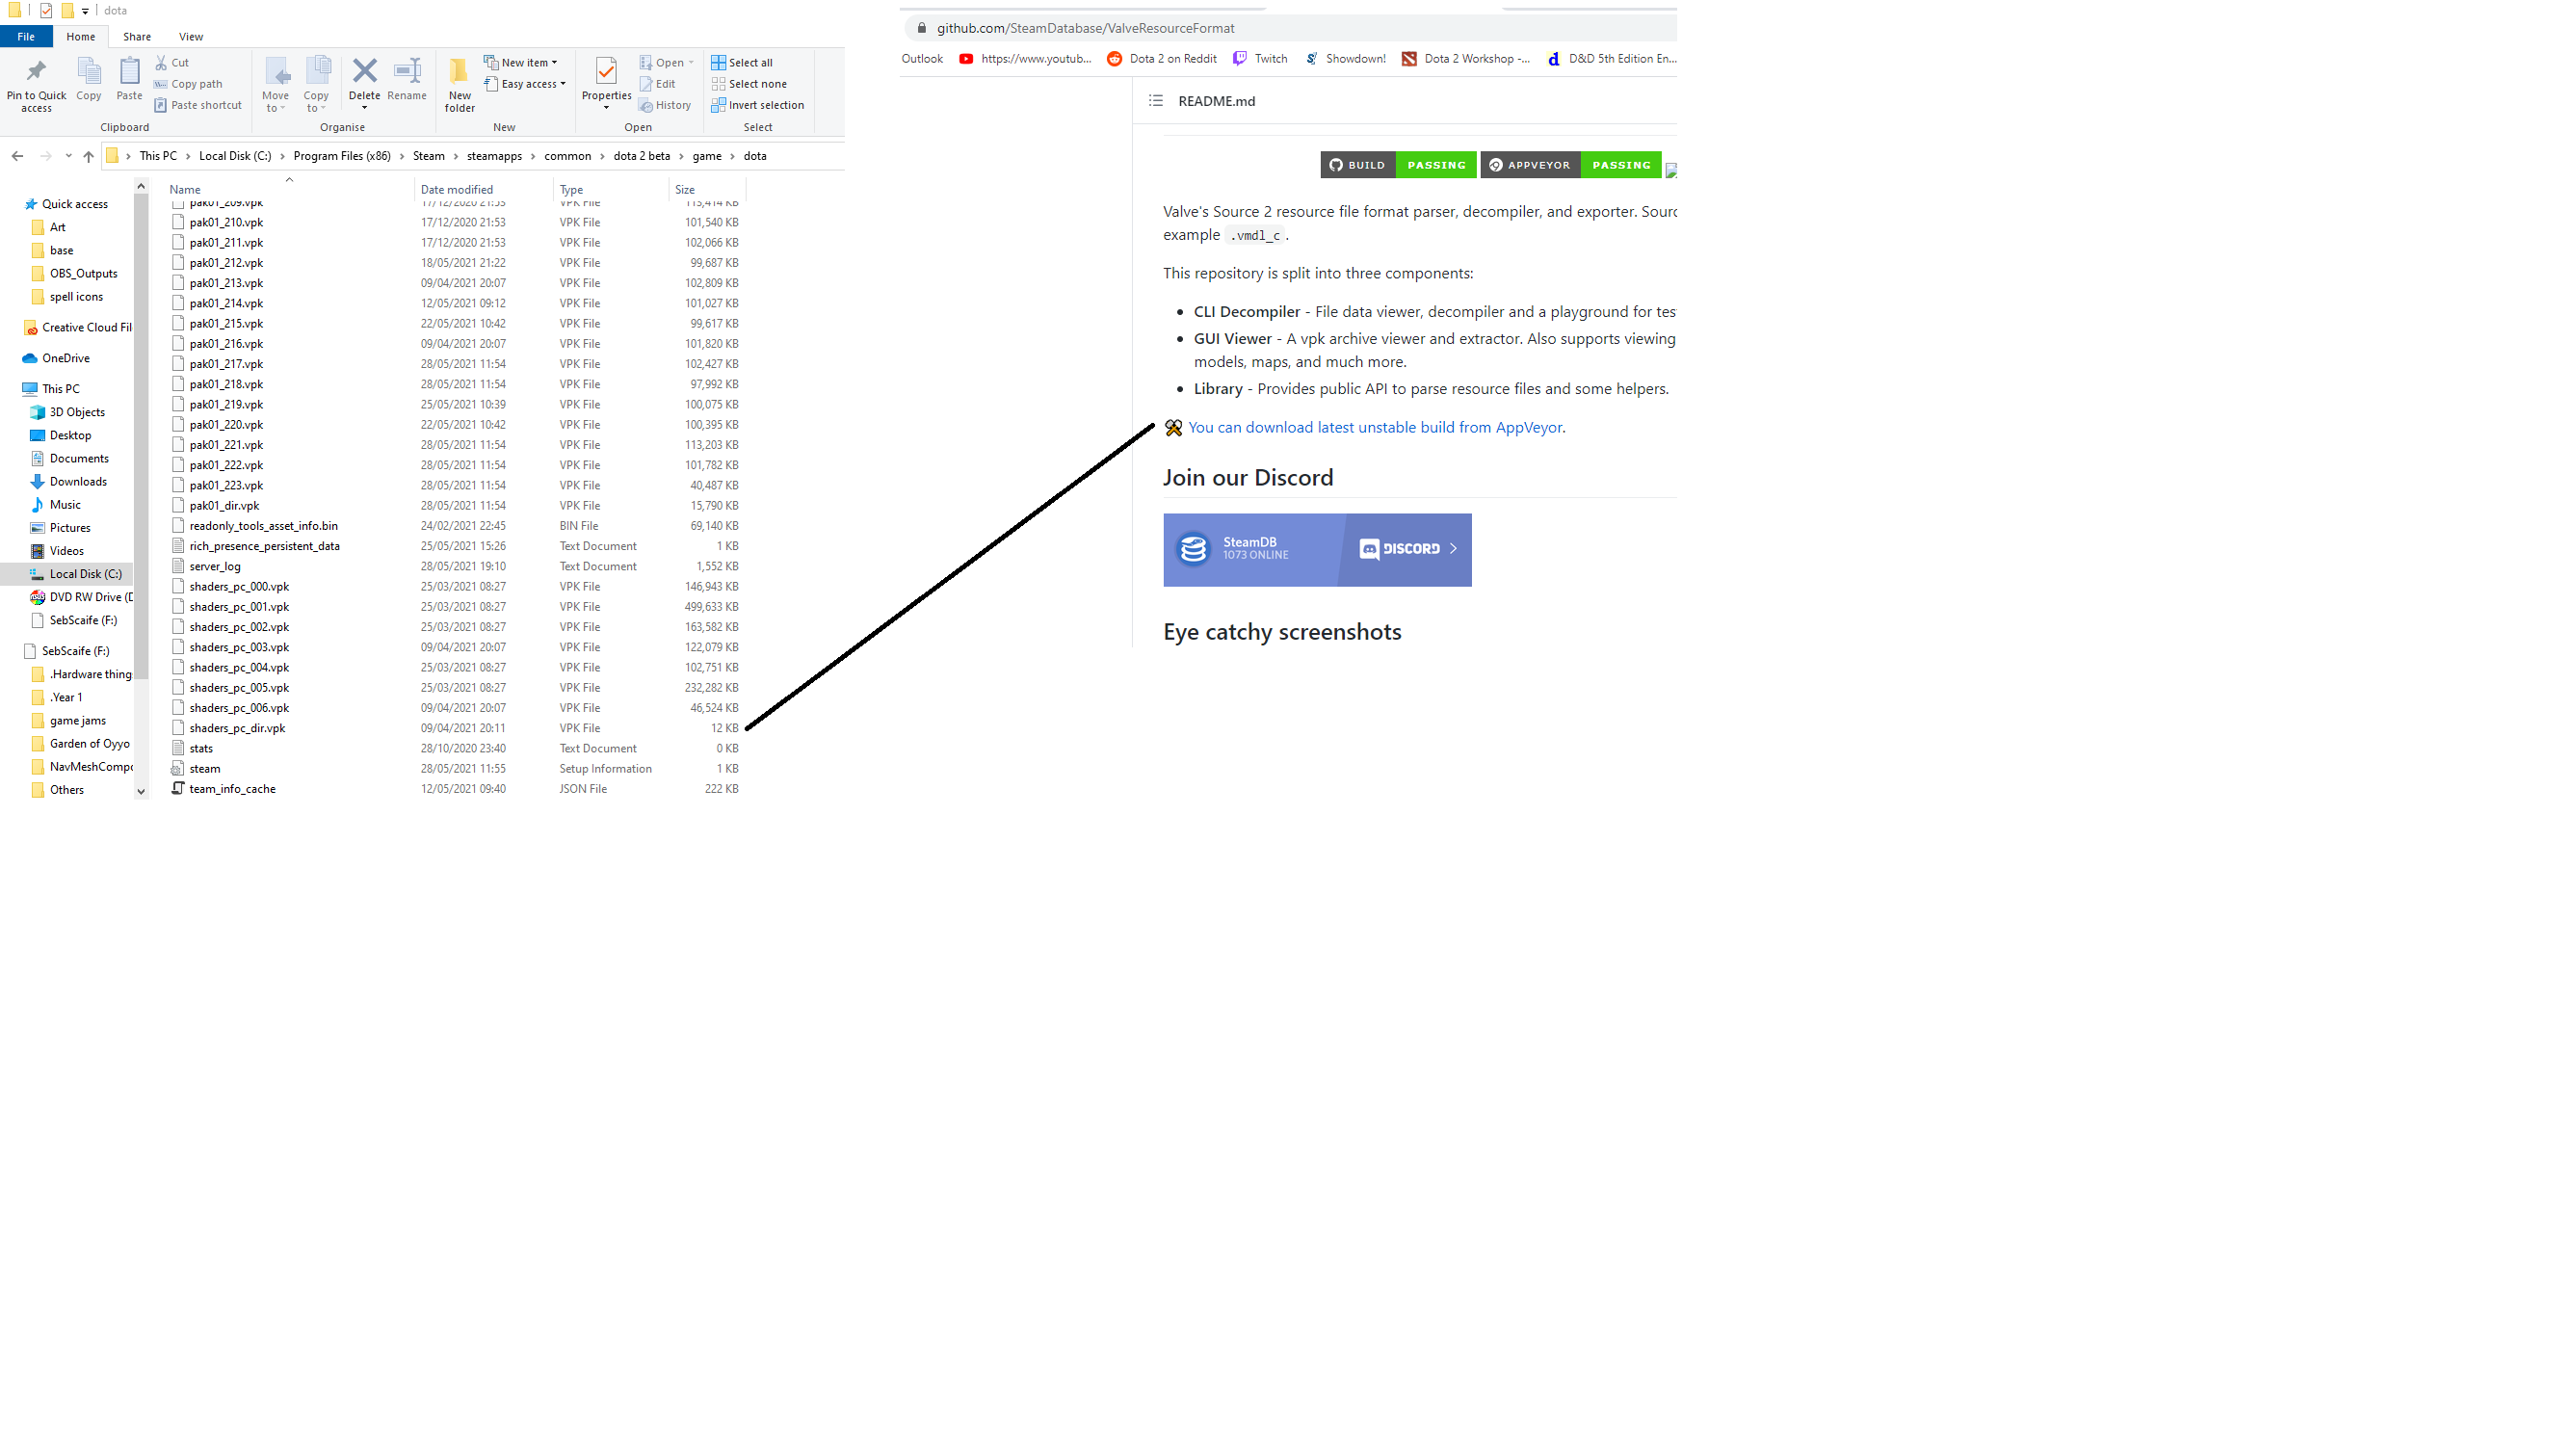 dota
File Home Share View
Pin to Quick access
Copy
Paste
Cut
Copy path
Paste shortcut
Clipboard
Move to
Copy to
Delete
Rename
Organise
New folder
New item
Easy access
New
Properties
Open
Edit
History
Open
Select all
Select none
Invert selection
Select
This PC > Local Disk (C:) > Program Files (x86) > Steam > steamapps > common > dota 2 beta > game > dota
Quick access
Art
base
OBS_Outputs
spell icons
Creative Cloud Fil
OneDrive
This PC
3D Objects
Desktop
Documents
Downloads
Music
Pictures
Videos
Local Disk (C:)
DVD RW Drive (D
SebScaife (F:)
SebScaife (F:)
.Hardware thing
.Year 1
game jams
Garden of Oyyo
NavMeshCompo
Others
Name Date modified Type Size
pak01_209.vpk 17/12/2020 21:53 VPK File 113,414 KB
pak01_210.vpk 17/12/2020 21:53 VPK File 101,540 KB
pak01_211.vpk 17/12/2020 21:53 VPK File 102,066 KB
pak01_212.vpk 18/05/2021 21:22 VPK File 99,687 KB
pak01_213.vpk 09/04/2021 20:07 VPK File 102,809 KB
pak01_214.vpk 12/05/2021 09:12 VPK File 101,027 KB
pak01_215.vpk 22/05/2021 10:42 VPK File 99,617 KB
pak01_216.vpk 09/04/2021 20:07 VPK File 101,820 KB
pak01_217.vpk 28/05/2021 11:54 VPK File 102,427 KB
pak01_218.vpk 28/05/2021 11:54 VPK File 97,992 KB
pak01_219.vpk 25/05/2021 10:39 VPK File 100,075 KB
pak01_220.vpk 22/05/2021 10:42 VPK File 100,395 KB
pak01_221.vpk 28/05/2021 11:54 VPK File 113,203 KB
pak01_222.vpk 28/05/2021 11:54 VPK File 101,782 KB
pak01_223.vpk 28/05/2021 11:54 VPK File 40,487 KB
pak01_dir.vpk 28/05/2021 11:54 VPK File 15,790 KB
readonly_tools_asset_info.bin 24/02/2021 22:45 BIN File 69,140 KB
rich_presence_persistent_data 25/05/2021 15:26 Text Document 1 KB
server_log 28/05/2021 19:10 Text Document 1,552 KB
shaders_pc_000.vpk 25/03/2021 08:27 VPK File 146,943 KB
shaders_pc_001.vpk 25/03/2021 08:27 VPK File 499,633 KB
shaders_pc_002.vpk 25/03/2021 08:27 VPK File 163,582 KB
shaders_pc_003.vpk 09/04/2021 20:07 VPK File 122,079 KB
shaders_pc_004.vpk 25/03/2021 08:27 VPK File 102,751 KB
shaders_pc_005.vpk 25/03/2021 08:27 VPK File 232,282 KB
shaders_pc_006.vpk 09/04/2021 20:07 VPK File 46,524 KB
shaders_pc_dir.vpk 09/04/2021 20:11 VPK File 12 KB
stats 28/10/2020 23:40 Text Document 0 KB
steam 28/05/2021 11:55 Setup Information 1 KB
team_info_cache 12/05/2021 09:40 JSON File 222 KB
github.com/SteamDatabase/ValveResourceFormat
Outlook https://www.youtub... Dota 2 on Reddit Twitch Showdown! Dota 2 Workshop -... D&D 5th Edition En...
README.md
BUILD PASSING APPVEYOR PASSING
Valve's Source 2 resource file format parser, decompiler, and exporter. Sourc
example .vmdl_c .
This repository is split into three components:
• CLI Decompiler - File data viewer, decompiler and a playground for tes
• GUI Viewer - A vpk archive viewer and extractor. Also supports viewing
models, maps, and much more.
• Library - Provides public API to parse resource files and some helpers.
You can download latest unstable build from AppVeyor.
Join our Discord
SteamDB
1073 ONLINE
DISCORD
Eye catchy screenshots